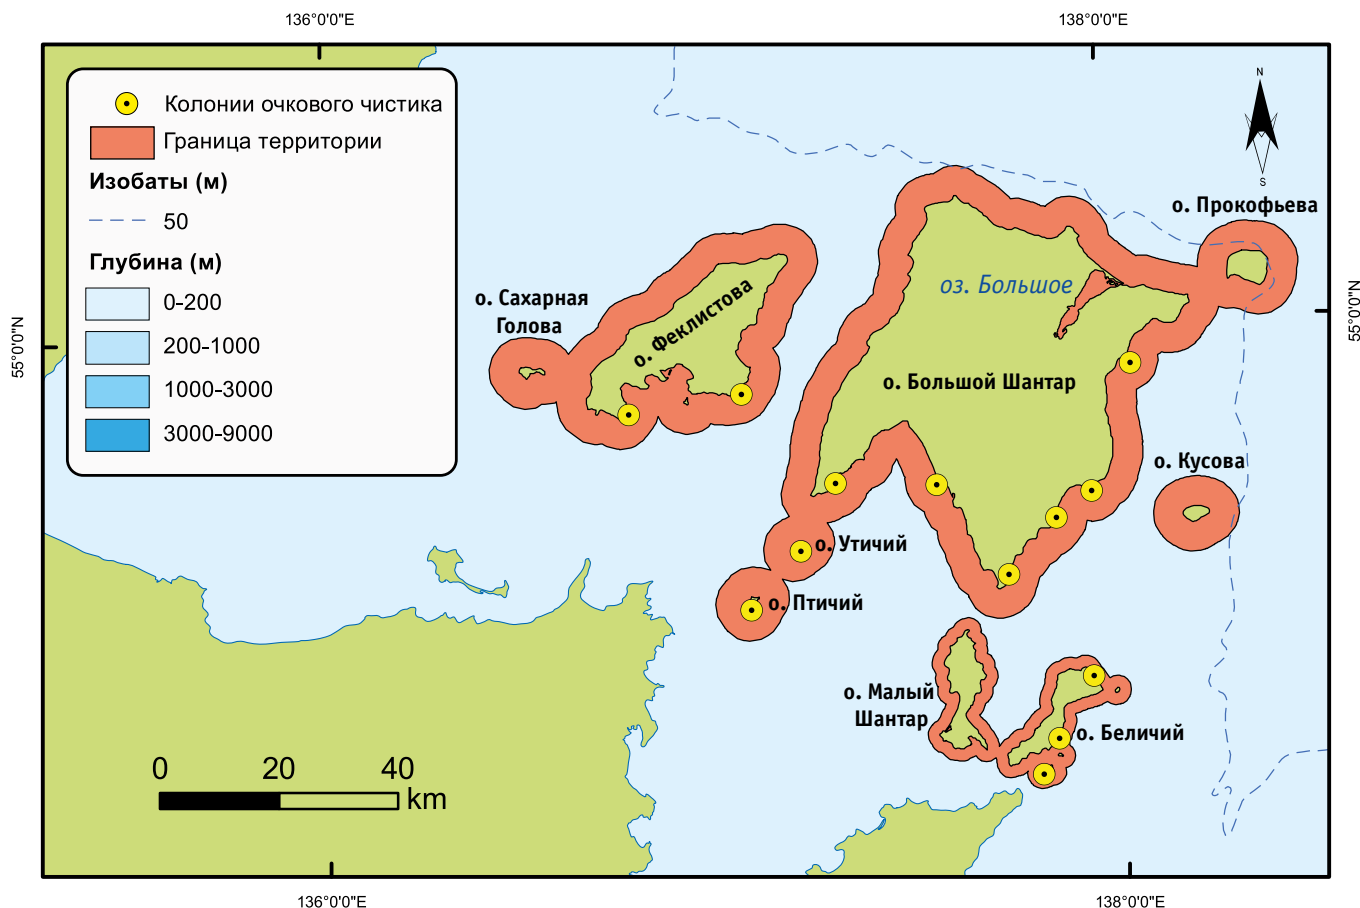 136°0'0"E
138°0'0"E
Колонии очкового чистика
Граница территории
Изобаты (м)
50
Глубина (м)
0-200
200-1000
1000-3000
3000-9000
N
S
о. Прокофьева
оз. Большое
о. Сахарная
Голова
о. Феклистова
55°0'0"N
55°0'0"N
о. Большой Шантар
о. Кусова
о. Утичий
о. Птичий
о. Малый
Шантар
о. Беличий
0 20 40
km
136°0'0"E
138°0'0"E